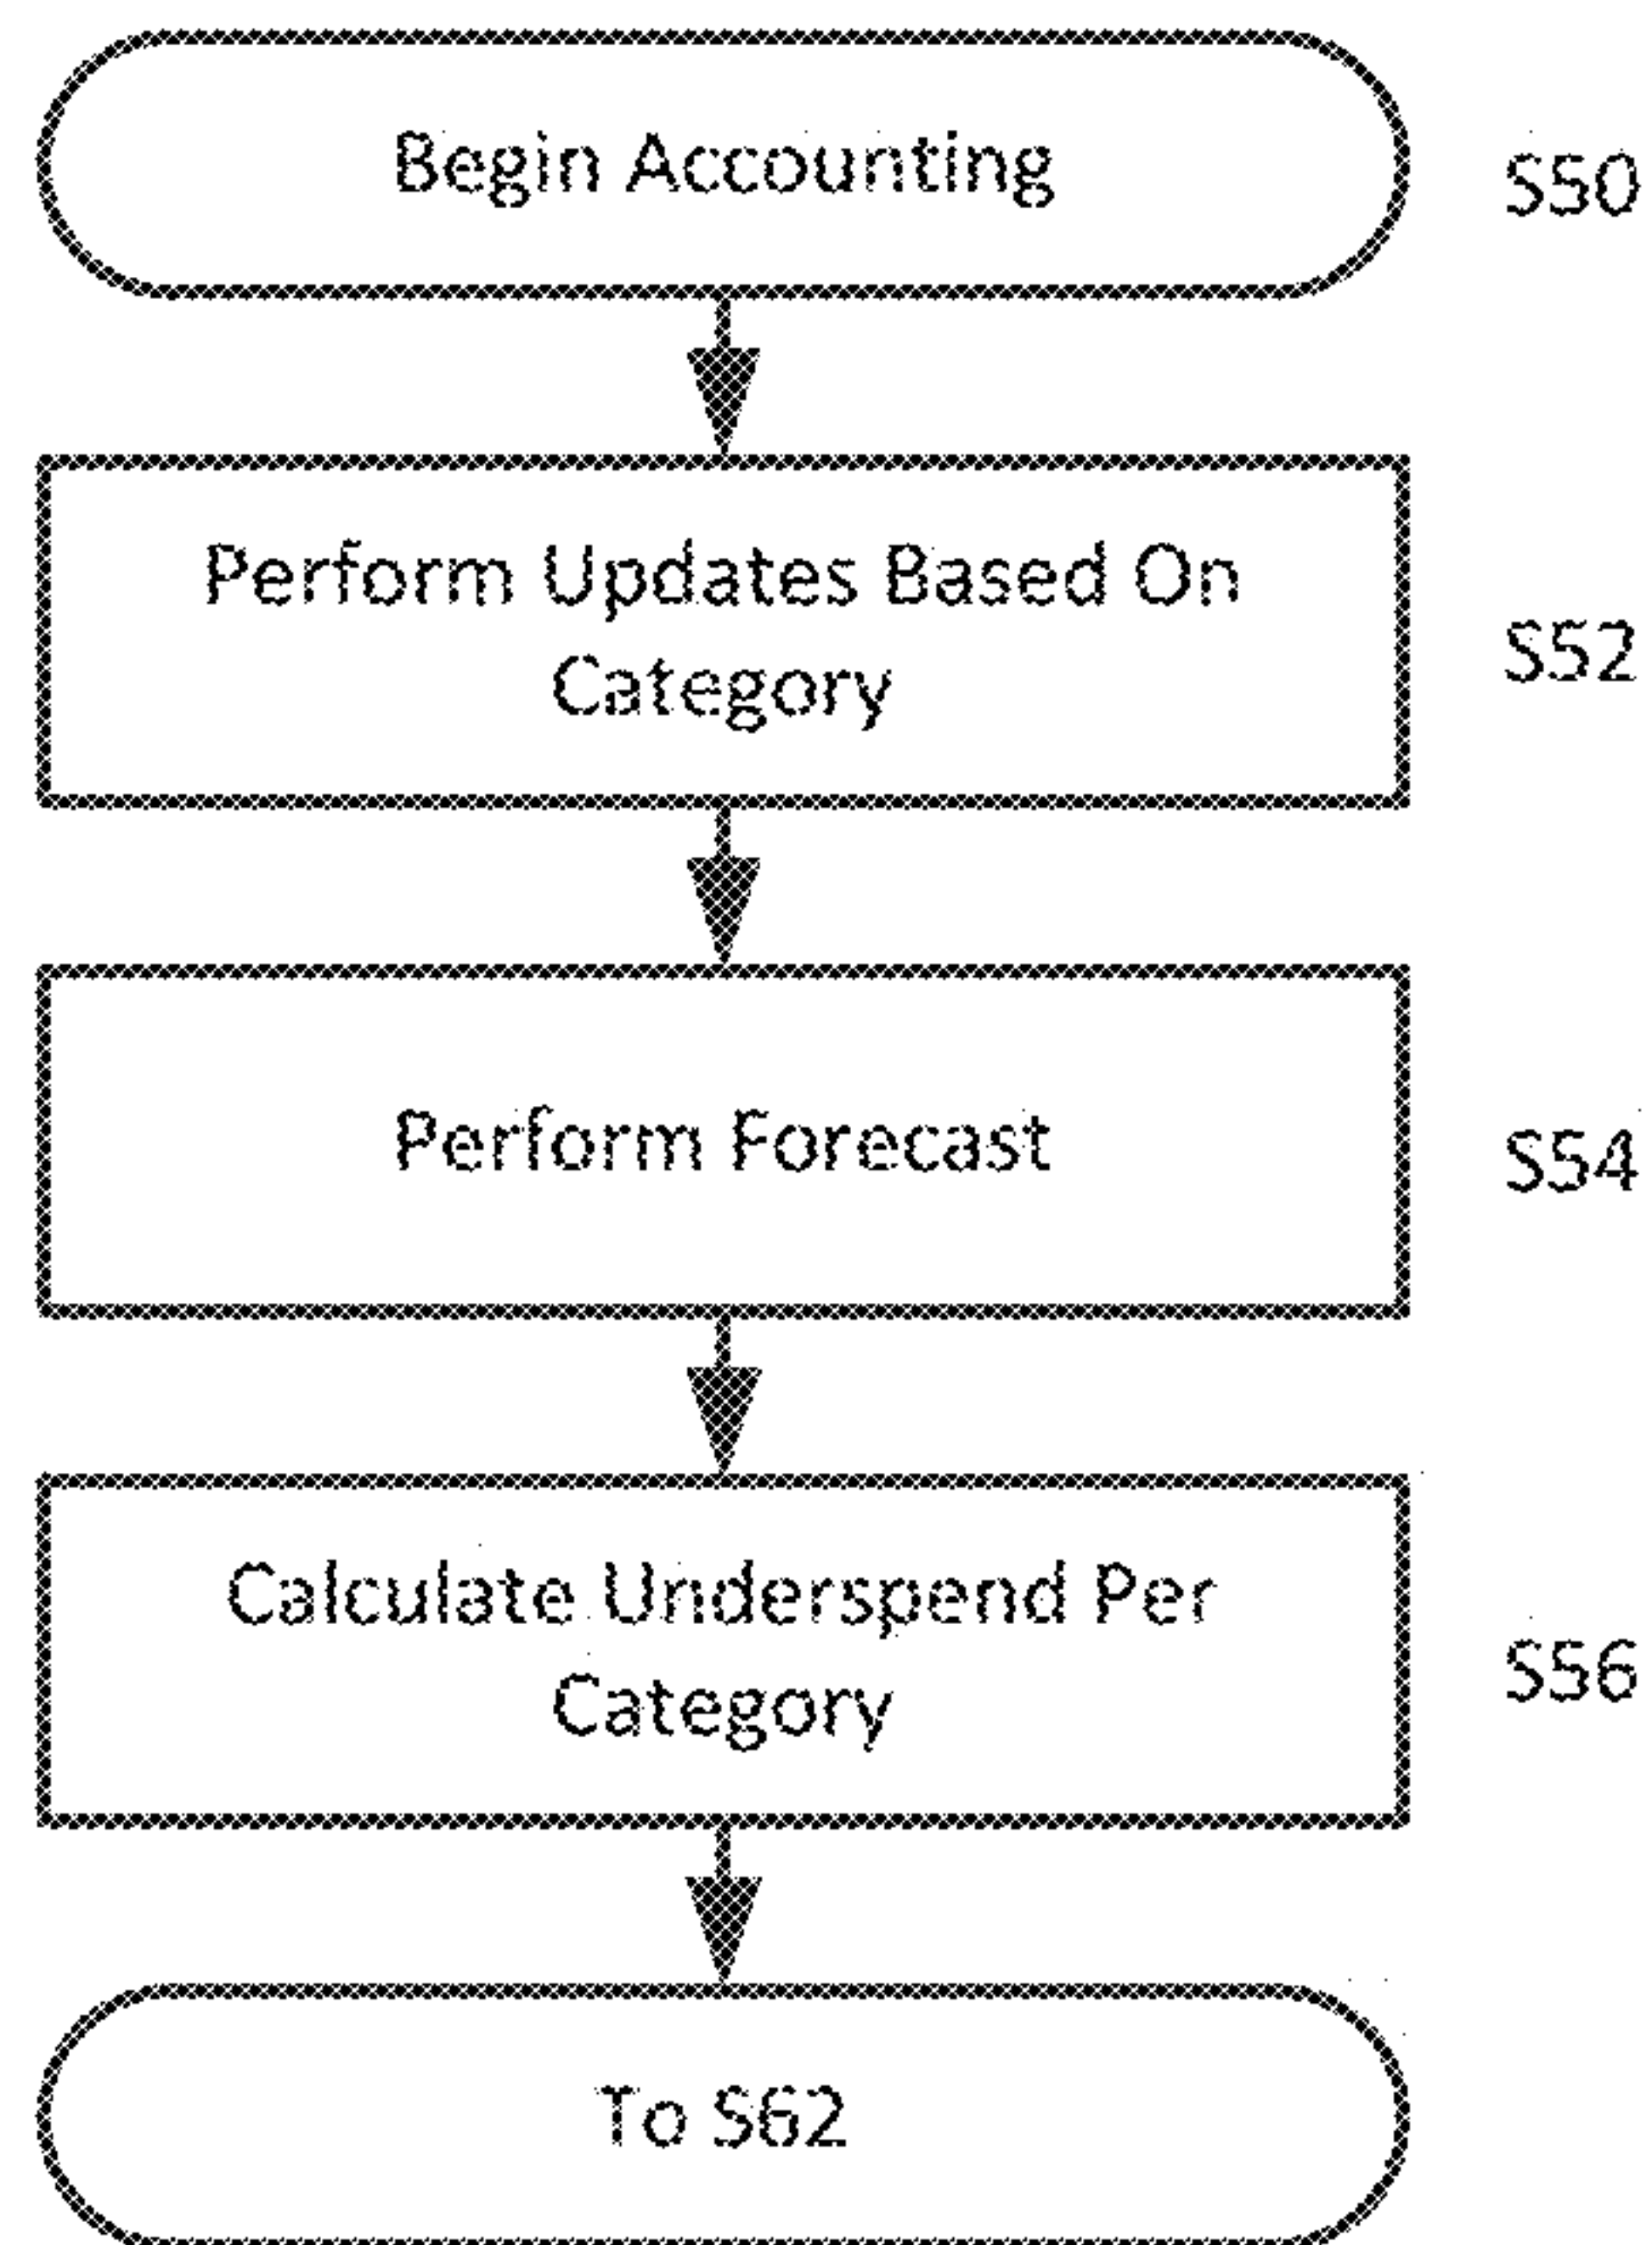 Begin Accounting
S50
Perform Updates Based On
Category
S52
Perform Forecast
S54
Calculate Underspend Per
Category
S56
To S62